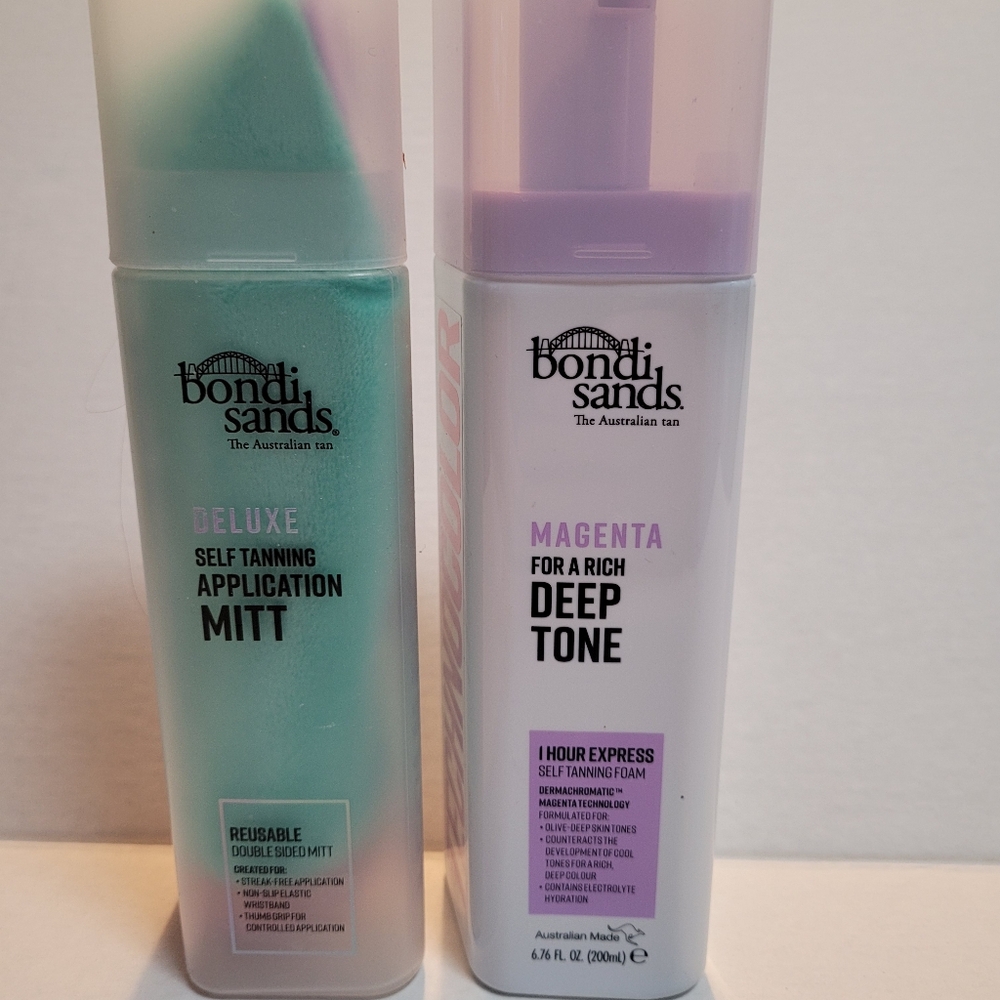 bondi
sands®
The Australian tan
DELUXE
SELF TANNING
APPLICATION
MITT
REUSABLE
DOUBLE SIDED MITT
CREATED FOR:
• STREAK-FREE APPLICATION
• NON-SLIP ELASTIC
WRISTBAND
• THUMB GRIP FOR
CONTROLLED APPLICATION
bondi
sands.
The Australian tan
MAGENTA
FOR A RICH
DEEP
TONE
1 HOUR EXPRESS
SELF TANNING FOAM
DERMACHROMATIC™
MAGENTA TECHNOLOGY
FORMULATED FOR:
• OLIVE-DEEP SKIN TONES
• COUNTERACTS THE
DEVELOPMENT OF COOL
TONES FOR A RICH,
DEEP COLOUR
• CONTAINS ELECTROLYTE
HYDRATION
Australian Made
6.76 FL. OZ. (200mL) ℮